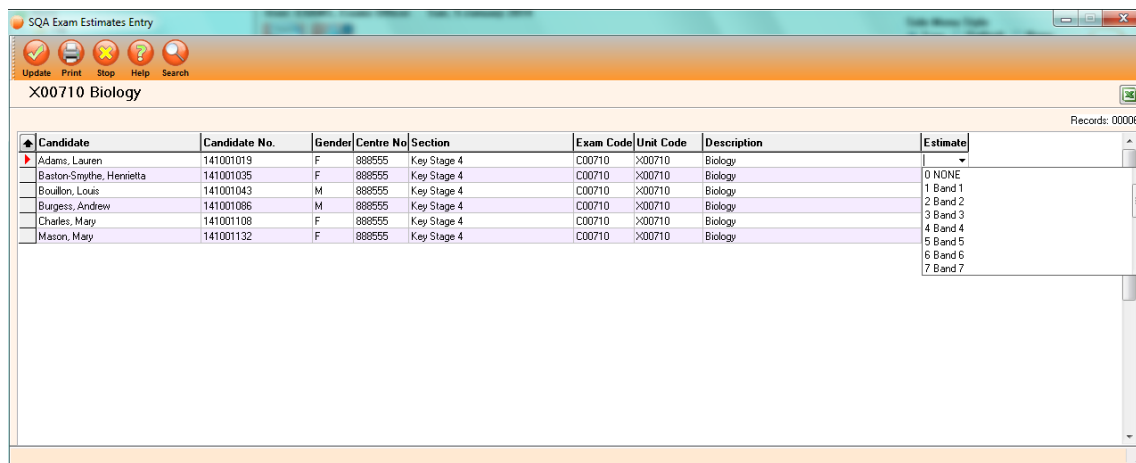 SQA Exam Estimates Entry
Update Print Stop Help Search
X00710 Biology
Records: 00006
Candidate Candidate No. Gender Centre No Section Exam Code Unit Code Description Estimate
Adams, Lauren 141001019 F 888555 Key Stage 4 C00710 X00710 Biology
Baston-Smythe, Henrietta 141001035 F 888555 Key Stage 4 C00710 X00710 Biology
Bouillon, Louis 141001043 M 888555 Key Stage 4 C00710 X00710 Biology
Burgess, Andrew 141001086 M 888555 Key Stage 4 C00710 X00710 Biology
Charles, Mary 141001108 F 888555 Key Stage 4 C00710 X00710 Biology
Mason, Mary 141001132 F 888555 Key Stage 4 C00710 X00710 Biology
0 NONE
1 Band 1
2 Band 2
3 Band 3
4 Band 4
5 Band 5
6 Band 6
7 Band 7